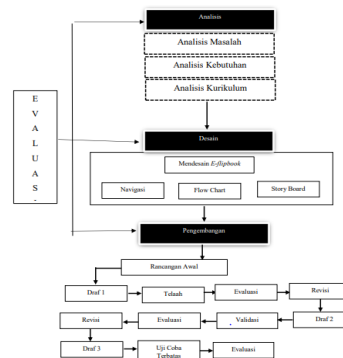 Analisis
Analisis Masalah
Analisis Kebutuhan
Analisis Kurikulum
E
V
A
L
U
A
S
Desain
Mendesain E-flipbook
Navigasi
Flow Chart
Story Board
Pengembangan
Rancangan Awal
Draf 1
Telaah
Evaluasi
Revisi
Revisi
Evaluasi
Validasi
Draf 2
Draf 3
Uji Coba
Terbatas
Evaluasi